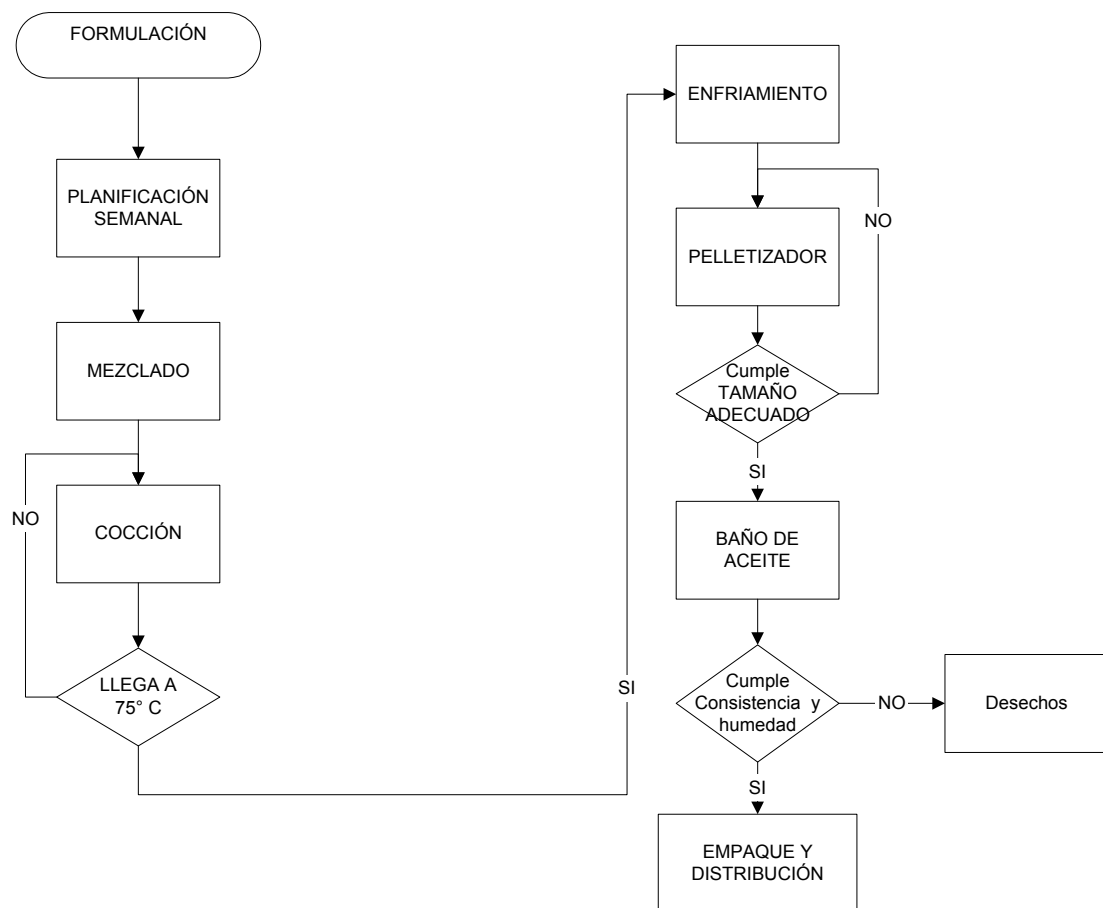 FORMULACIÓN
PLANIFICACIÓN
SEMANAL
MEZCLADO
NO
COCCIÓN
LLEGA A
75° C
SI
ENFRIAMIENTO
NO
PELLETIZADOR
Cumple
TAMAÑO
ADECUADO
SI
BAÑO DE
ACEITE
Cumple
Consistencia y
humedad
NO
Desechos
SI
EMPAQUE Y
DISTRIBUCIÓN